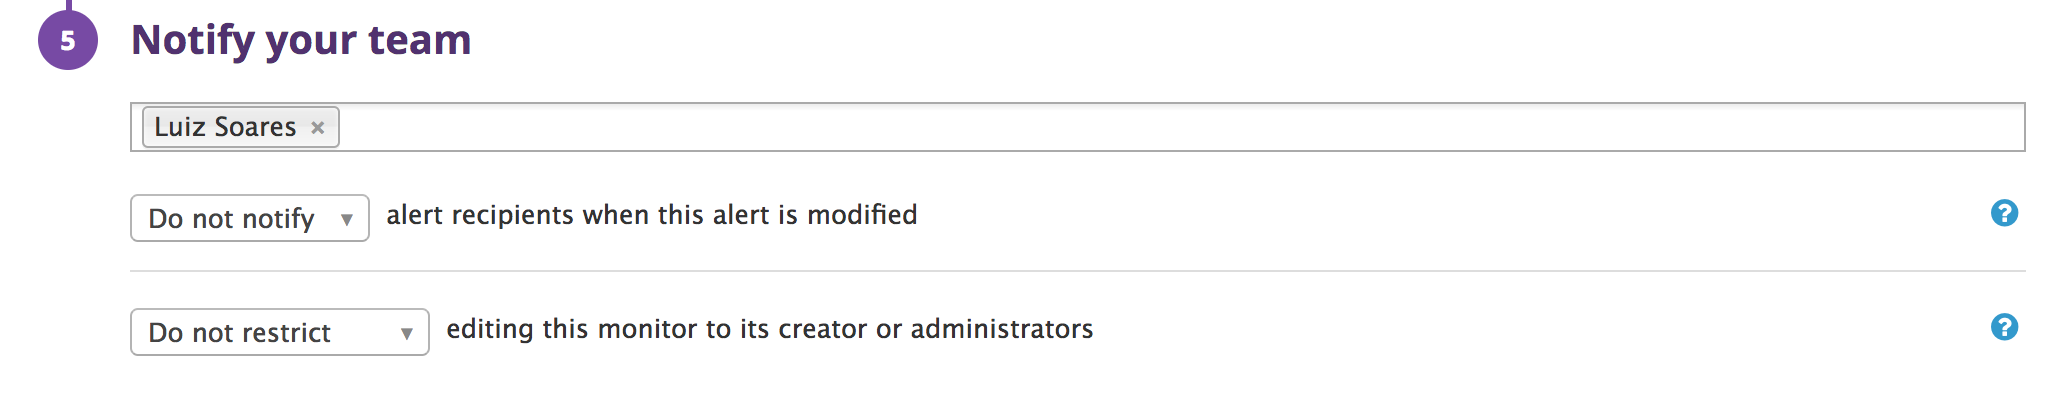 5 Notify your team
Luiz Soares ×
Do not notify ▼ alert recipients when this alert is modified ?
Do not restrict ▼ editing this monitor to its creator or administrators ?